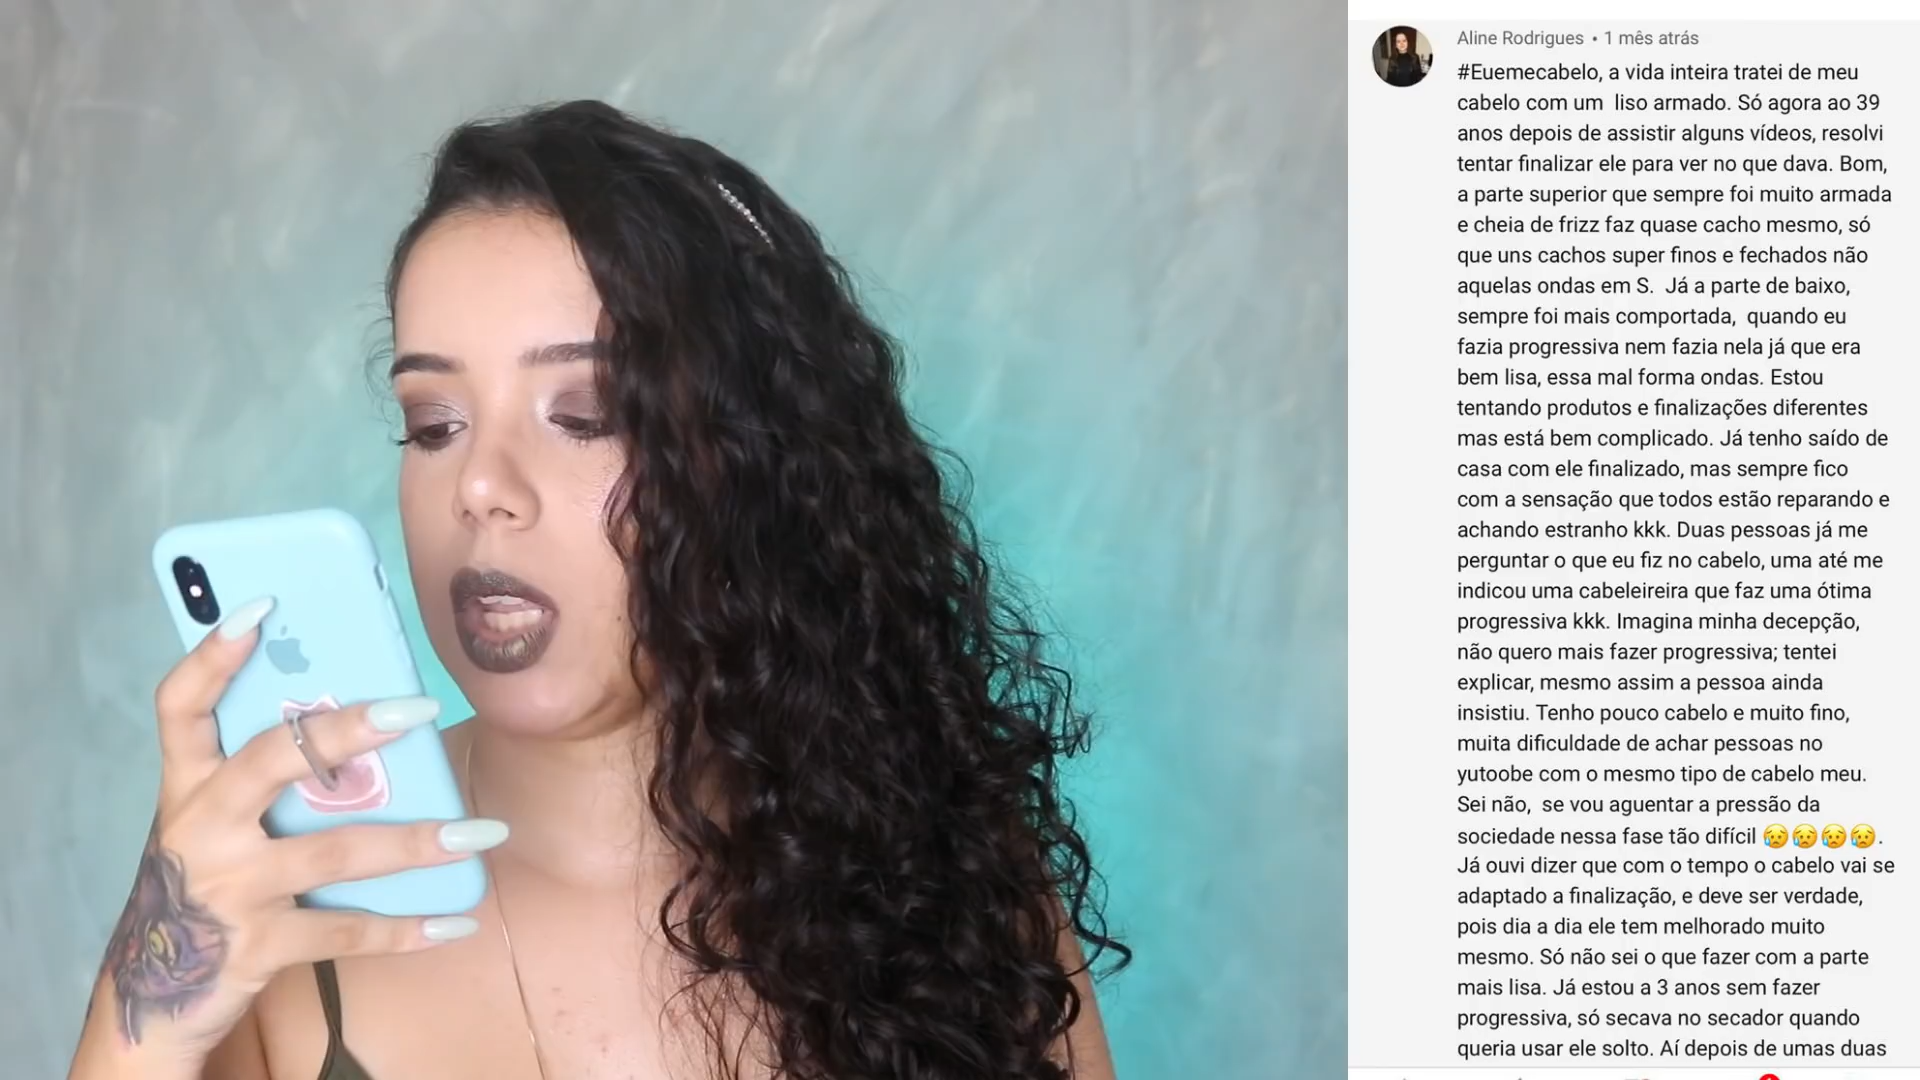 Aline Rodrigues • 1 mês atrás
#Euemecabelo, a vida inteira tratei de meu
cabelo com um  liso armado. Só agora ao 39
anos depois de assistir alguns vídeos, resolvi
tentar finalizar ele para ver no que dava. Bom,
a parte superior que sempre foi muito armada
e cheia de frizz faz quase cacho mesmo, só
que uns cachos super finos e fechados não
aquelas ondas em S.  Já a parte de baixo,
sempre foi mais comportada,  quando eu
fazia progressiva nem fazia nela já que era
bem lisa, essa mal forma ondas. Estou
tentando produtos e finalizações diferentes
mas está bem complicado. Já tenho saído de
casa com ele finalizado, mas sempre fico
com a sensação que todos estão reparando e
achando estranho kkk. Duas pessoas já me
perguntar o que eu fiz no cabelo, uma até me
indicou uma cabeleireira que faz uma ótima
progressiva kkk. Imagina minha decepção,
não quero mais fazer progressiva; tentei
explicar, mesmo assim a pessoa ainda
insistiu. Tenho pouco cabelo e muito fino,
muita dificuldade de achar pessoas no
yutoobe com o mesmo tipo de cabelo meu.
Sei não,  se vou aguentar a pressão da
sociedade nessa fase tão difícil 😥😥😥😥.
Já ouvi dizer que com o tempo o cabelo vai se
adaptado a finalização, e deve ser verdade,
pois dia a dia ele tem melhorado muito
mesmo. Só não sei o que fazer com a parte
mais lisa. Já estou a 3 anos sem fazer
progressiva, só secava no secador quando
queria usar ele solto. Aí depois de umas duas